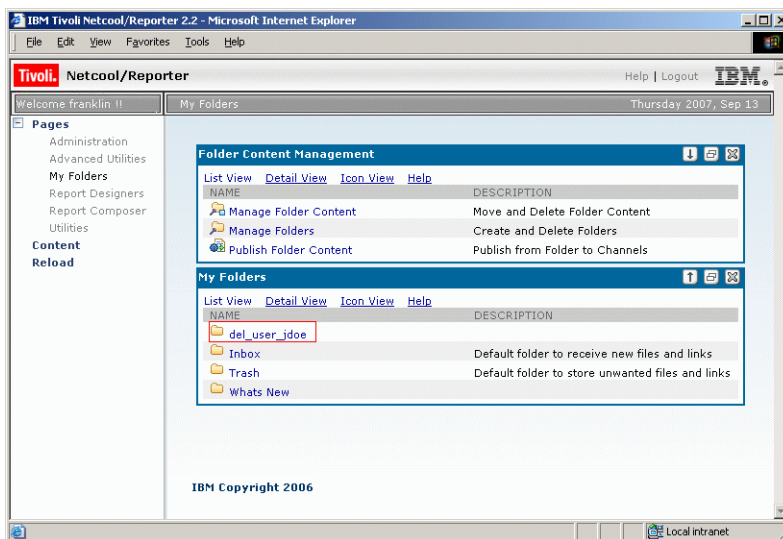 IBM Tivoli Netcool/Reporter 2.2 - Microsoft Internet Explorer
File Edit View Favorites Tools Help
Tivoli. Netcool/Reporter Help | Logout IBM®
Welcome franklin !! My Folders Thursday 2007, Sep 13
Pages
Administration
Advanced Utilities
My Folders
Report Designers
Report Composer
Utilities
Content
Reload
Folder Content Management
List View Detail View Icon View Help
NAME DESCRIPTION
Manage Folder Content Move and Delete Folder Content
Manage Folders Create and Delete Folders
Publish Folder Content Publish from Folder to Channels
My Folders
List View Detail View Icon View Help
NAME DESCRIPTION
del_user_jdoe
Inbox Default folder to receive new files and links
Trash Default folder to store unwanted files and links
Whats New
IBM Copyright 2006
Local intranet